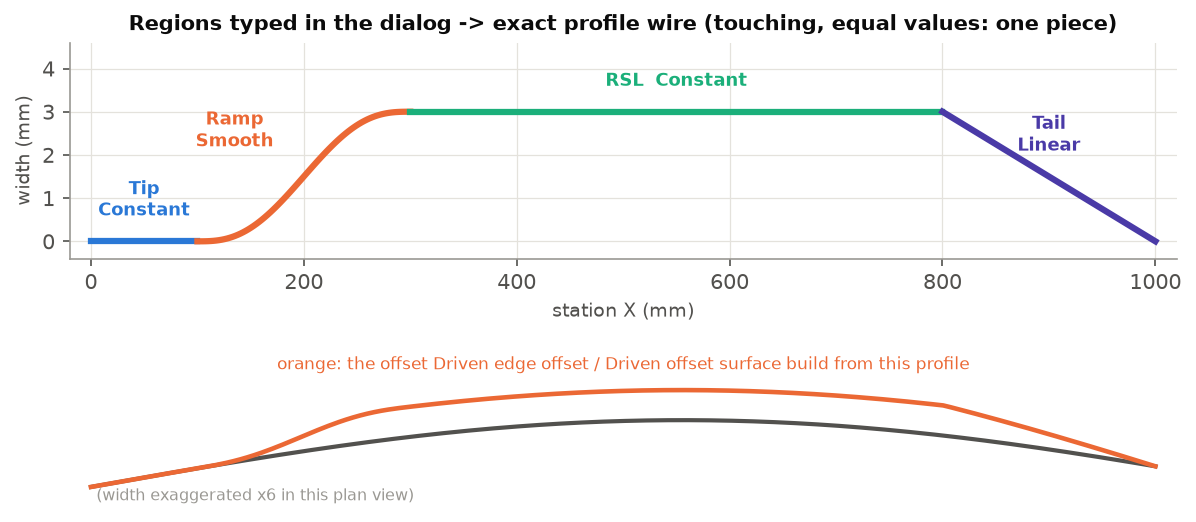 Regions typed in the dialog -> exact profile wire (touching, equal values: one piece)
4
3
2
1
0
width (mm)
RSL  Constant
Ramp
Smooth
Tail
Linear
Tip
Constant
0
200
400
600
800
1000
station X (mm)
orange: the offset Driven edge offset / Driven offset surface build from this profile
(width exaggerated x6 in this plan view)